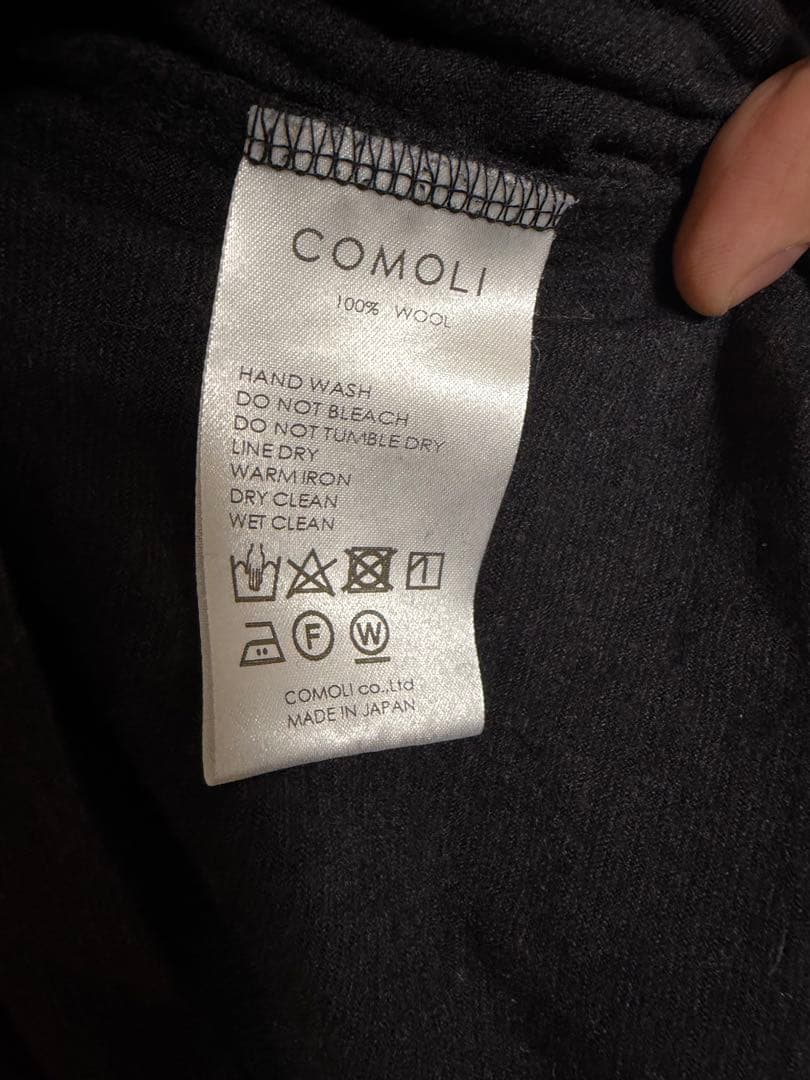 COMOLI
100% WOOL
HAND WASH
DO NOT BLEACH
DO NOT TUMBLE DRY
LINE DRY
WARM IRON
DRY CLEAN
WET CLEAN
F W
COMOLI co.,Ltd
MADE IN JAPAN